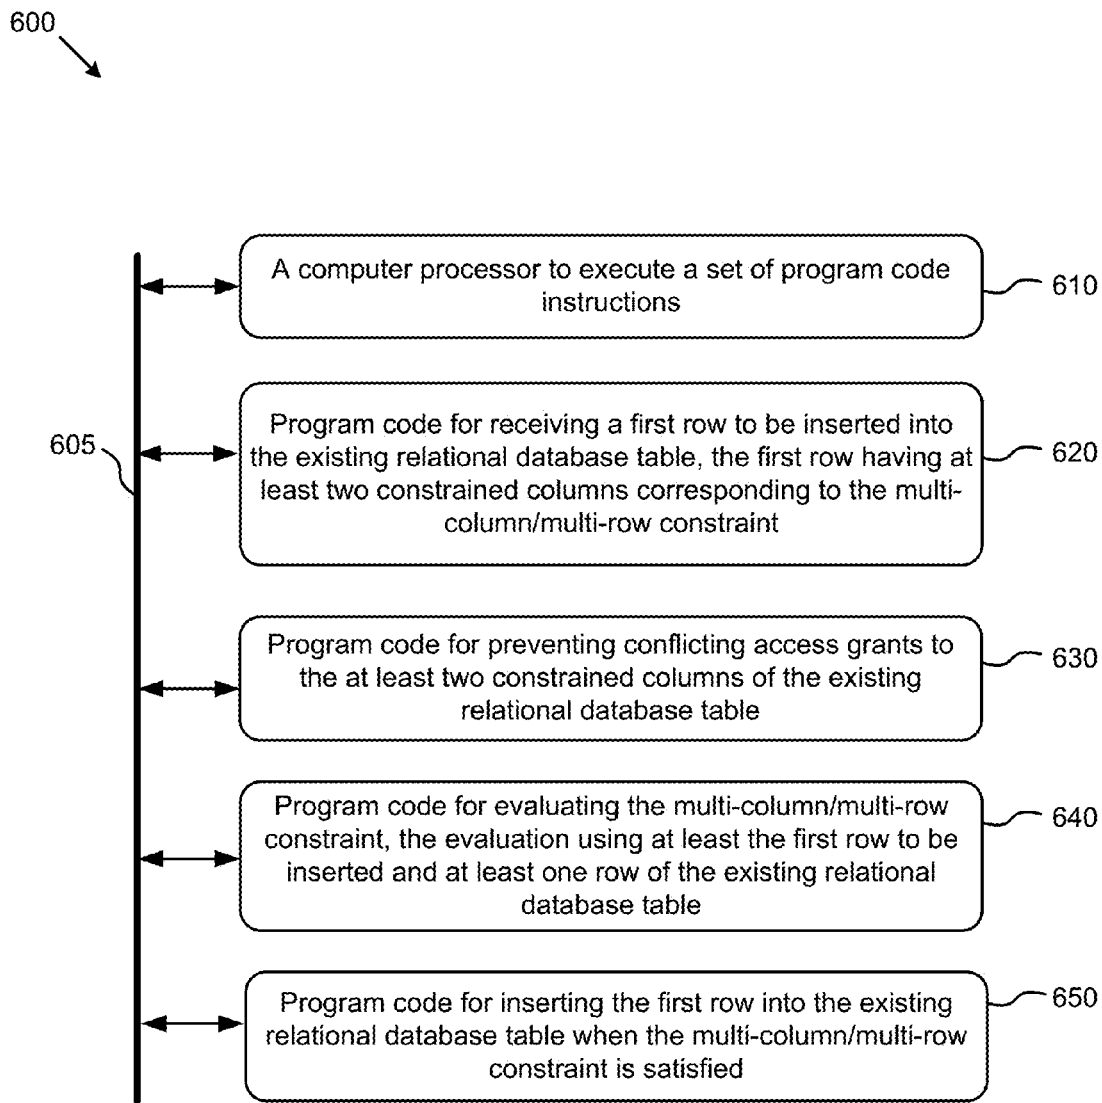 600
A computer processor to execute a set of program code
instructions
610
605
Program code for receiving a first row to be inserted into
the existing relational database table, the first row having at
least two constrained columns corresponding to the multi-
column/multi-row constraint
620
Program code for preventing conflicting access grants to
the at least two constrained columns of the existing
relational database table
630
Program code for evaluating the multi-column/multi-row
constraint, the evaluation using at least the first row to be
inserted and at least one row of the existing relational
database table
640
Program code for inserting the first row into the existing
relational database table when the multi-column/multi-row
constraint is satisfied
650